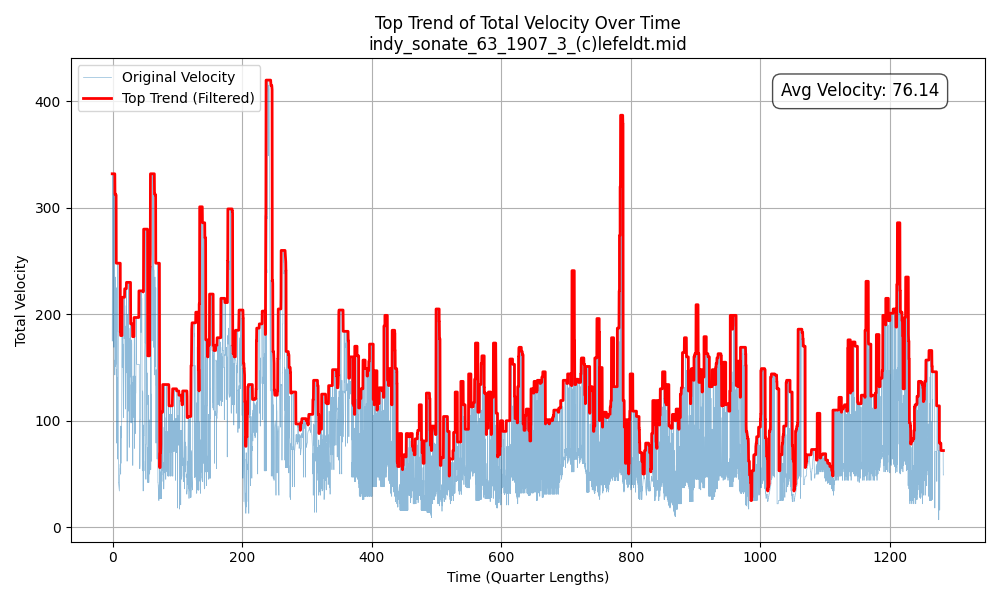 Top Trend of Total Velocity Over Time
indy_sonate_63_1907_3_(c)lefeldt.mid
Original Velocity
Top Trend (Filtered)
Avg Velocity: 76.14
Total Velocity
400
300
200
100
0
0 200 400 600 800 1000 1200
Time (Quarter Lengths)